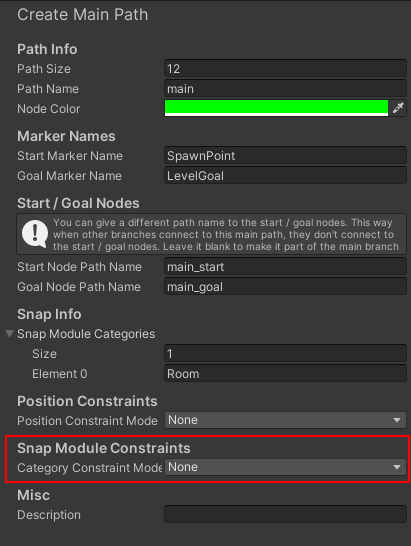 Create Main Path
Path Info
Path Size 12
Path Name main
Node Color
Marker Names
Start Marker Name SpawnPoint
Goal Marker Name LevelGoal
Start / Goal Nodes
You can give a different path name to the start / goal nodes. This way
when other branches connect to this main path, they don't connect to
the start / goal nodes. Leave it blank to make it part of the main branch
Start Node Path Name main_start
Goal Node Path Name main_goal
Snap Info
Snap Module Categories
Size 1
Element 0 Room
Position Constraints
Position Constraint Mode None
Snap Module Constraints
Category Constraint Mode None
Misc
Description